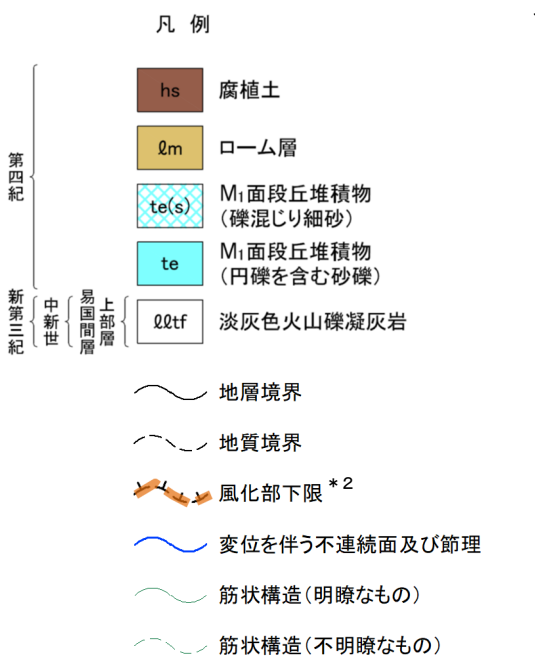 凡 例
第四紀
hs 腐植土
ℓm ローム層
te(s) M₁面段丘堆積物
(礫混じり細砂)
te M₁面段丘堆積物
(円礫を含む砂礫)
新第三紀 中新世 易国間層 上部層
ℓℓtf 淡灰色火山礫凝灰岩
地層境界
地質境界
風化部下限*2
変位を伴う不連続面及び節理
筋状構造(明瞭なもの)
筋状構造(不明瞭なもの)